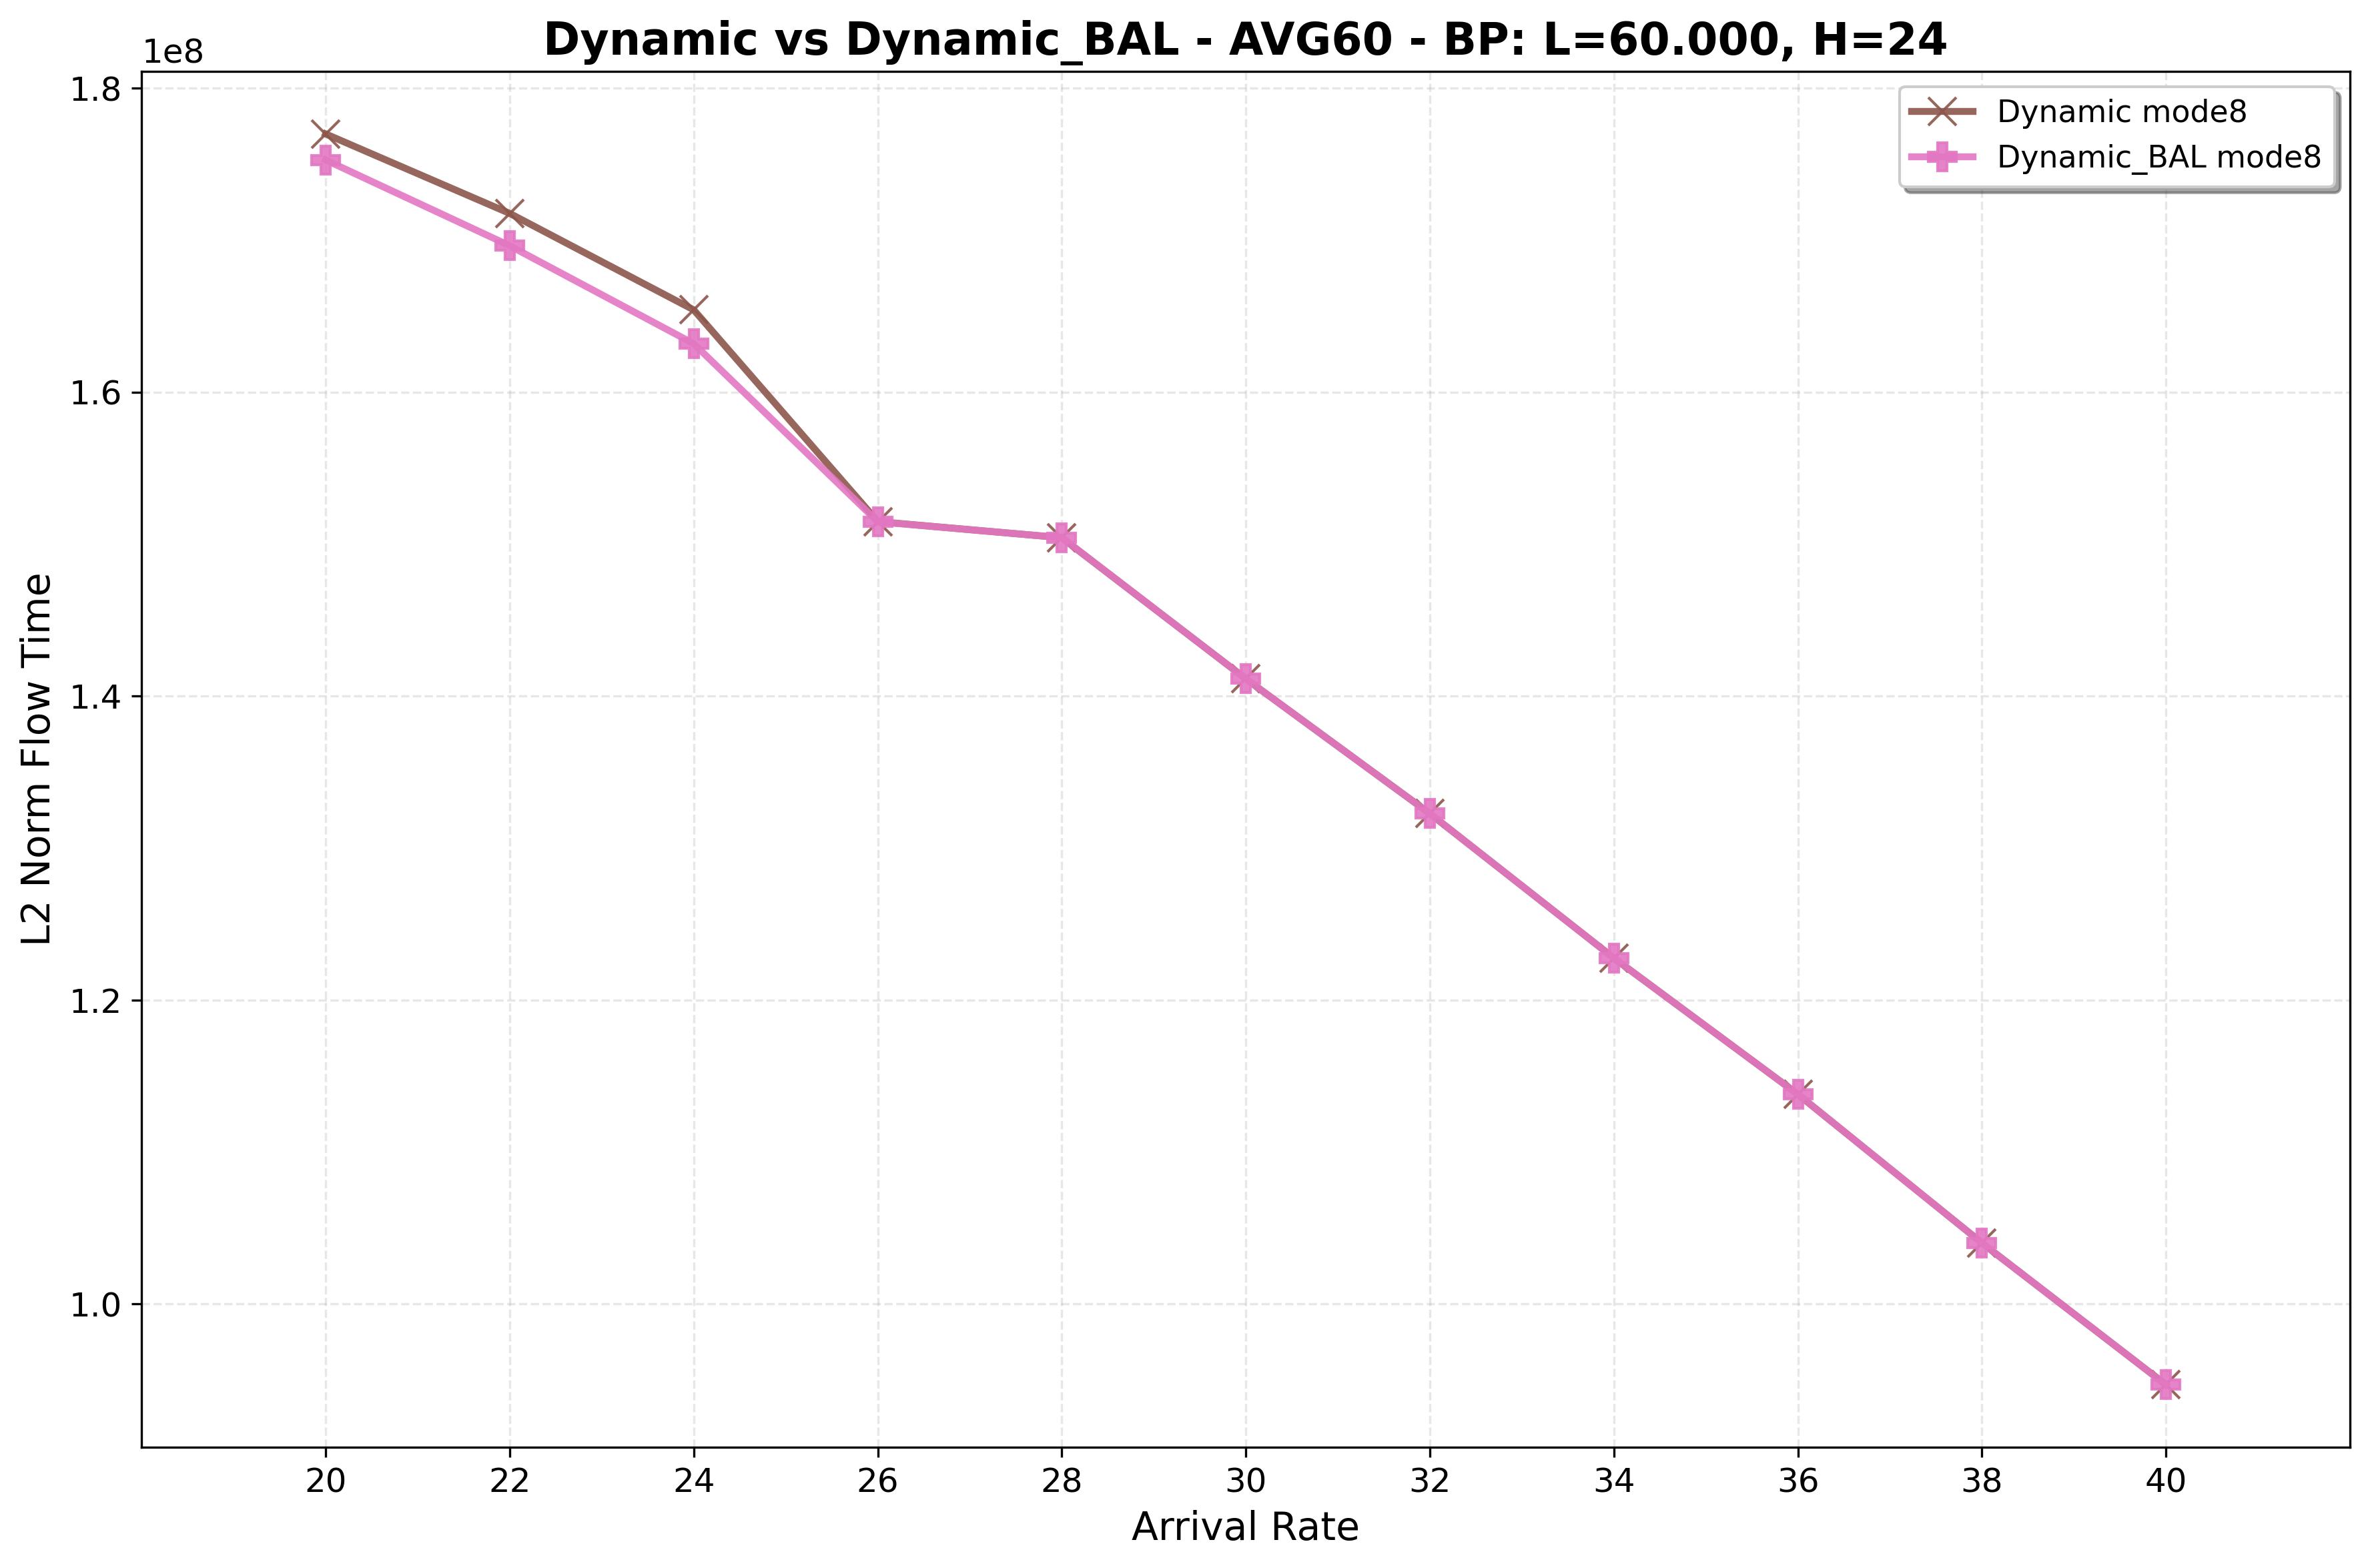 Dynamic vs Dynamic_BAL - AVG60 - BP: L=60.000, H=24
1e8
1.8
1.6
1.4
1.2
1.0
L2 Norm Flow Time
Dynamic mode8
Dynamic_BAL mode8
20 22 24 26 28 30 32 34 36 38 40
Arrival Rate